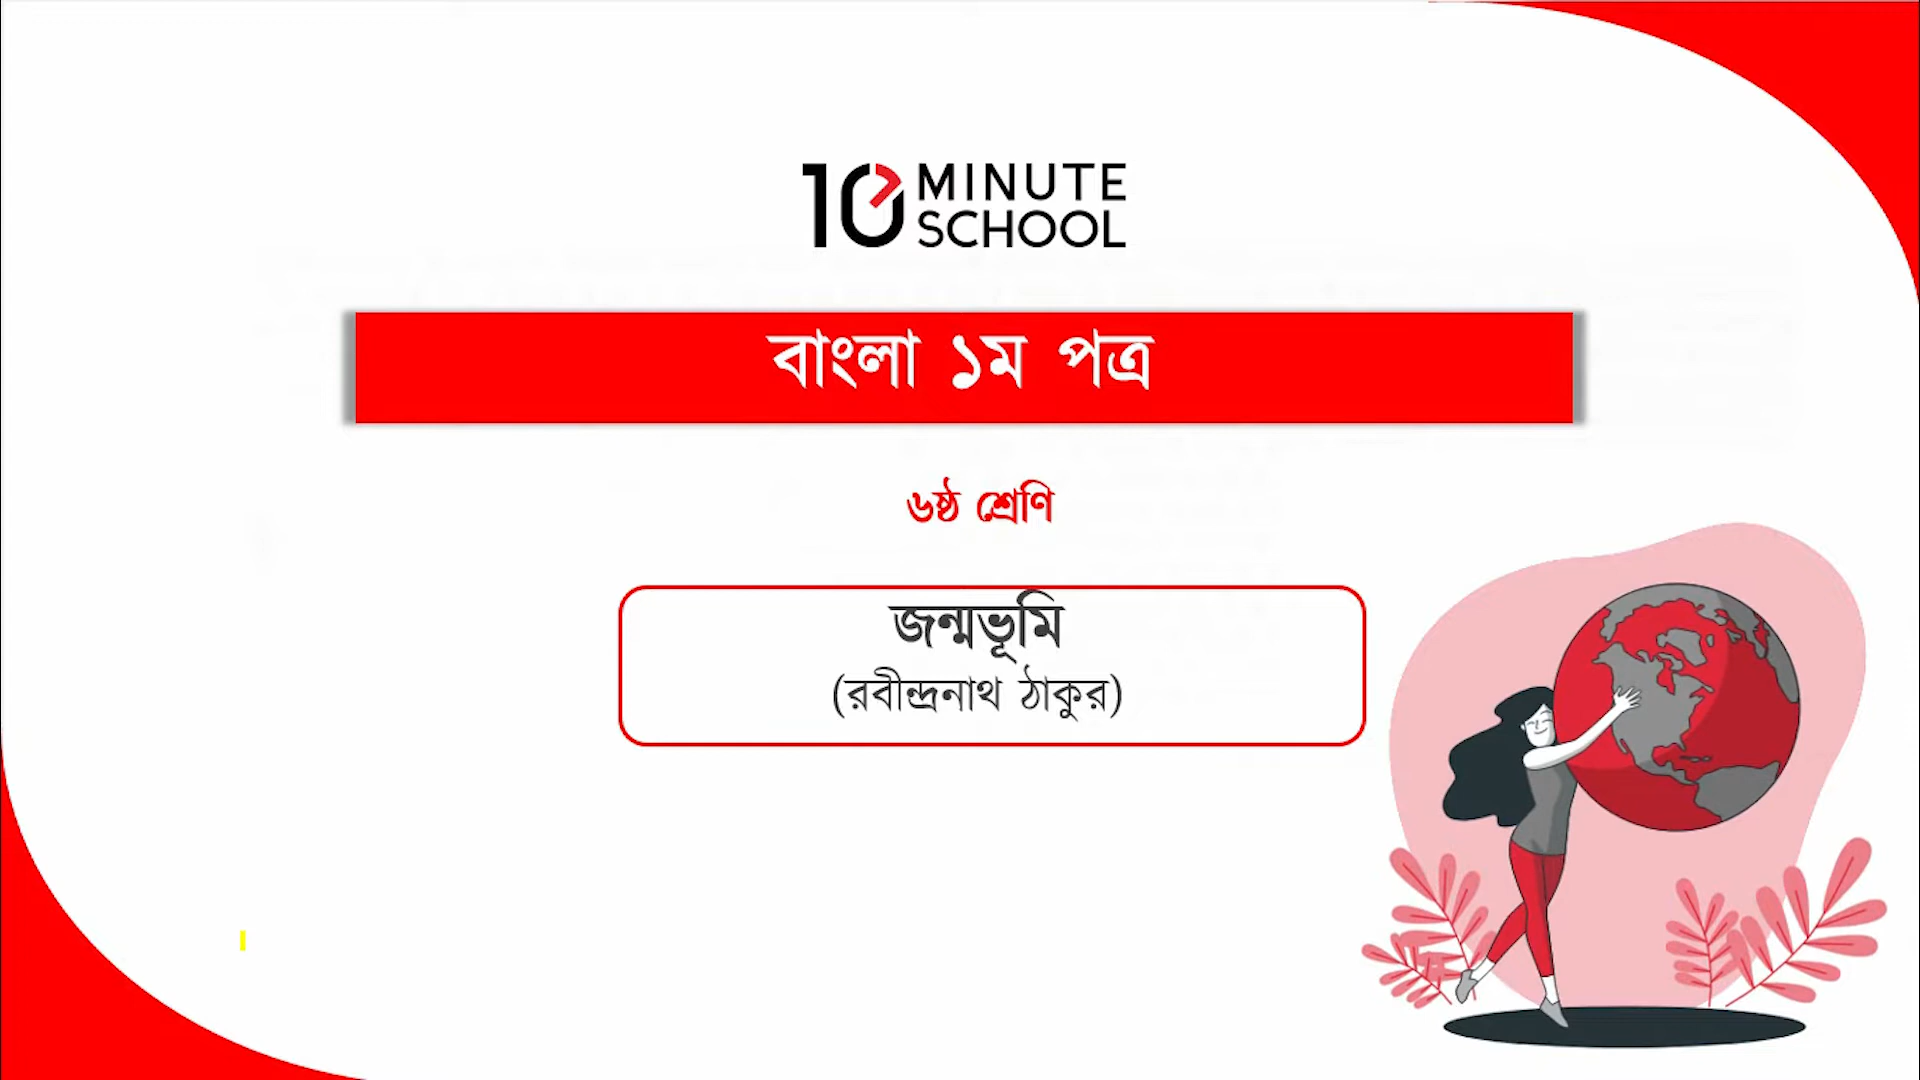 10 MINUTE
SCHOOL
বাংলা ১ম পত্র
৬ষ্ঠ শ্রেণি
জন্মভূমি
(রবীন্দ্রনাথ ঠাকুর)